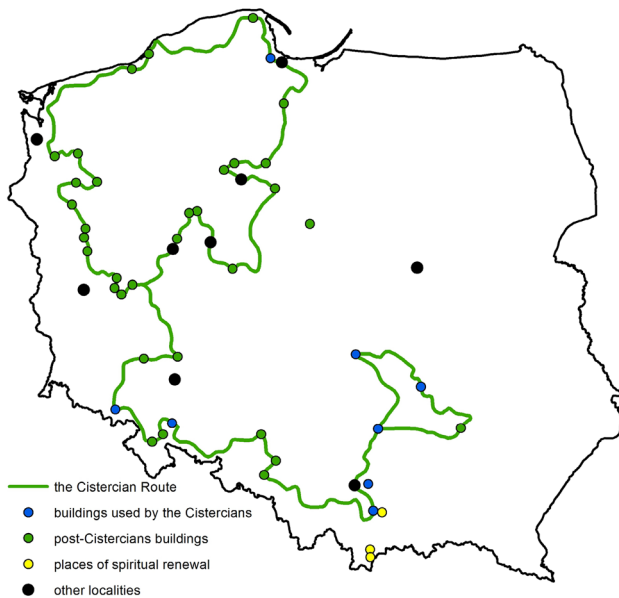 the Cistercian Route
buildings used by the Cistercians
post-Cistercians buildings
places of spiritual renewal
other localities